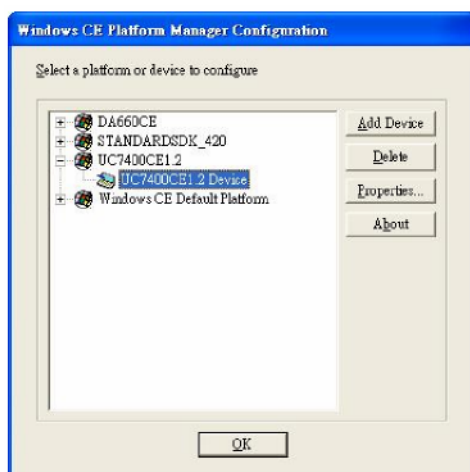 Windows CE Platform Manager Configuration
Select a platform or device to configure
DA660CE
STANDARDSDK_420
UC7400CE1.2
UC7400CE1.2 Device
Windows CE Default Platform
Add Device
Delete
Properties...
About
OK